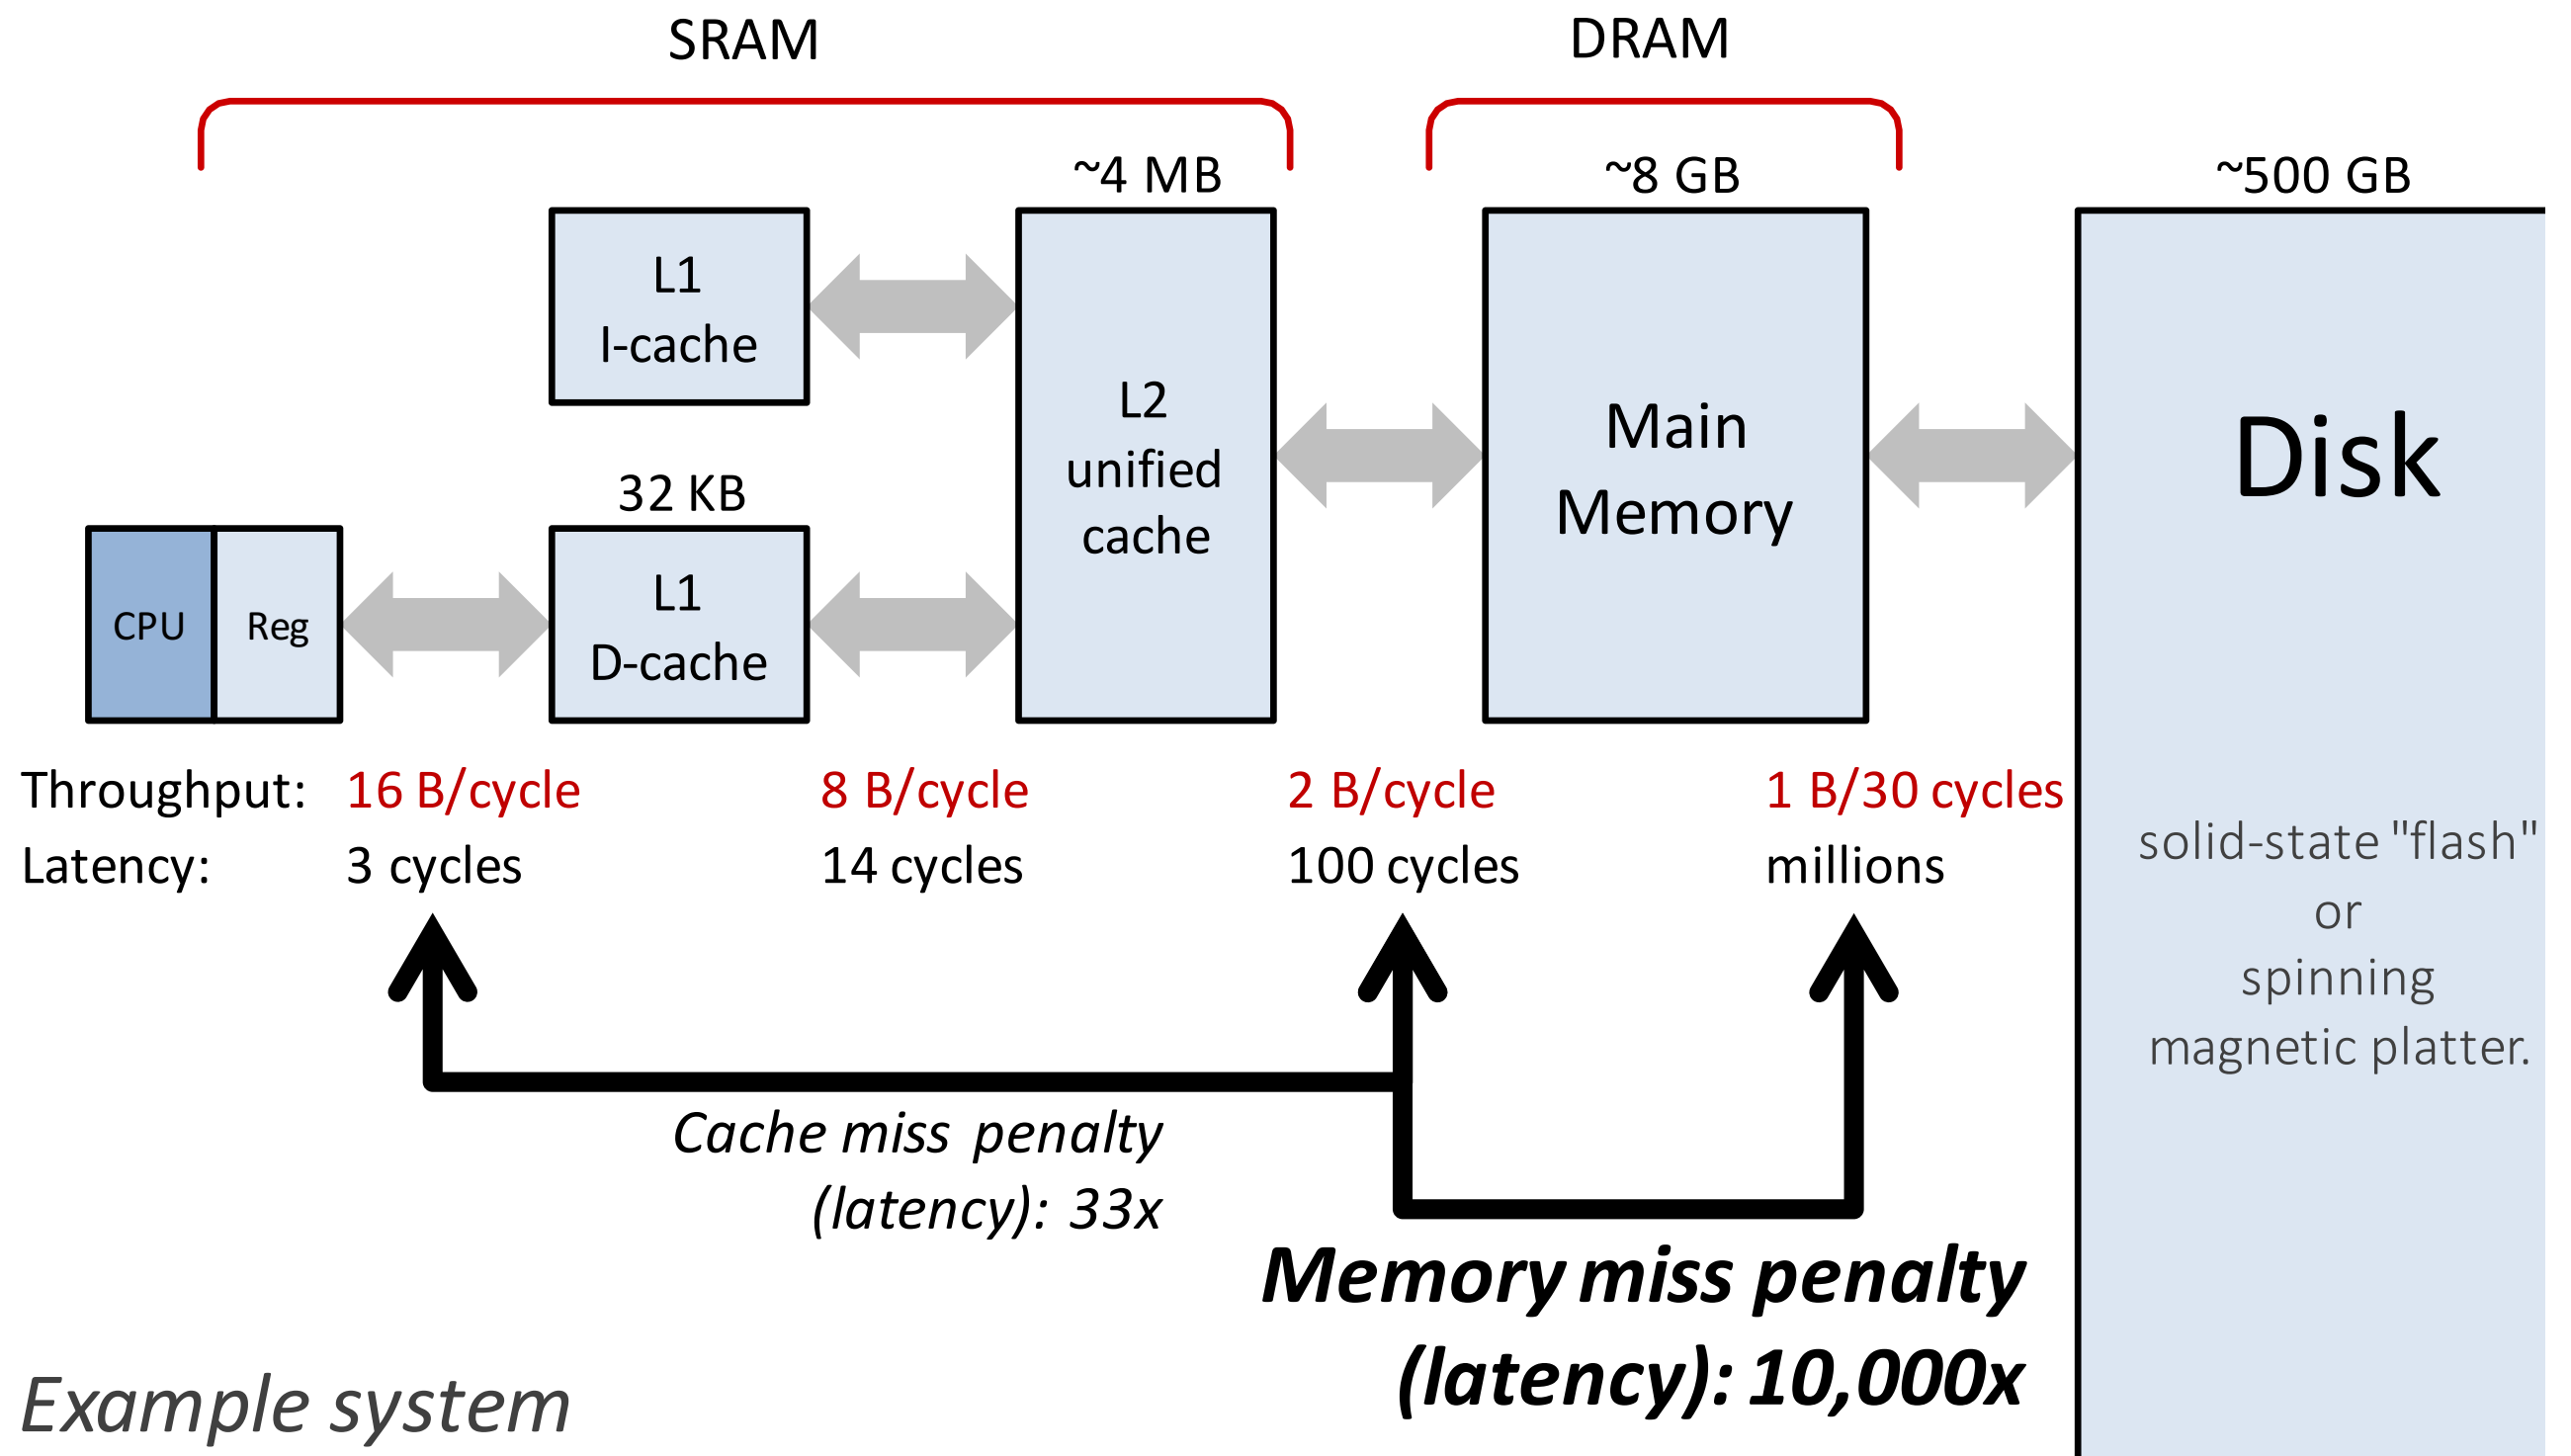 SRAM
DRAM
~4 MB
~8 GB
~500 GB
L1
I-cache
L2
unified
cache
Main
Memory
Disk
32 KB
CPU
Reg
L1
D-cache
Throughput: 16 B/cycle 8 B/cycle 2 B/cycle 1 B/30 cycles
Latency: 3 cycles 14 cycles 100 cycles millions
solid-state "flash"
or
spinning
magnetic platter.
Cache miss penalty
(latency): 33x
Memory miss penalty
(latency): 10,000x
Example system